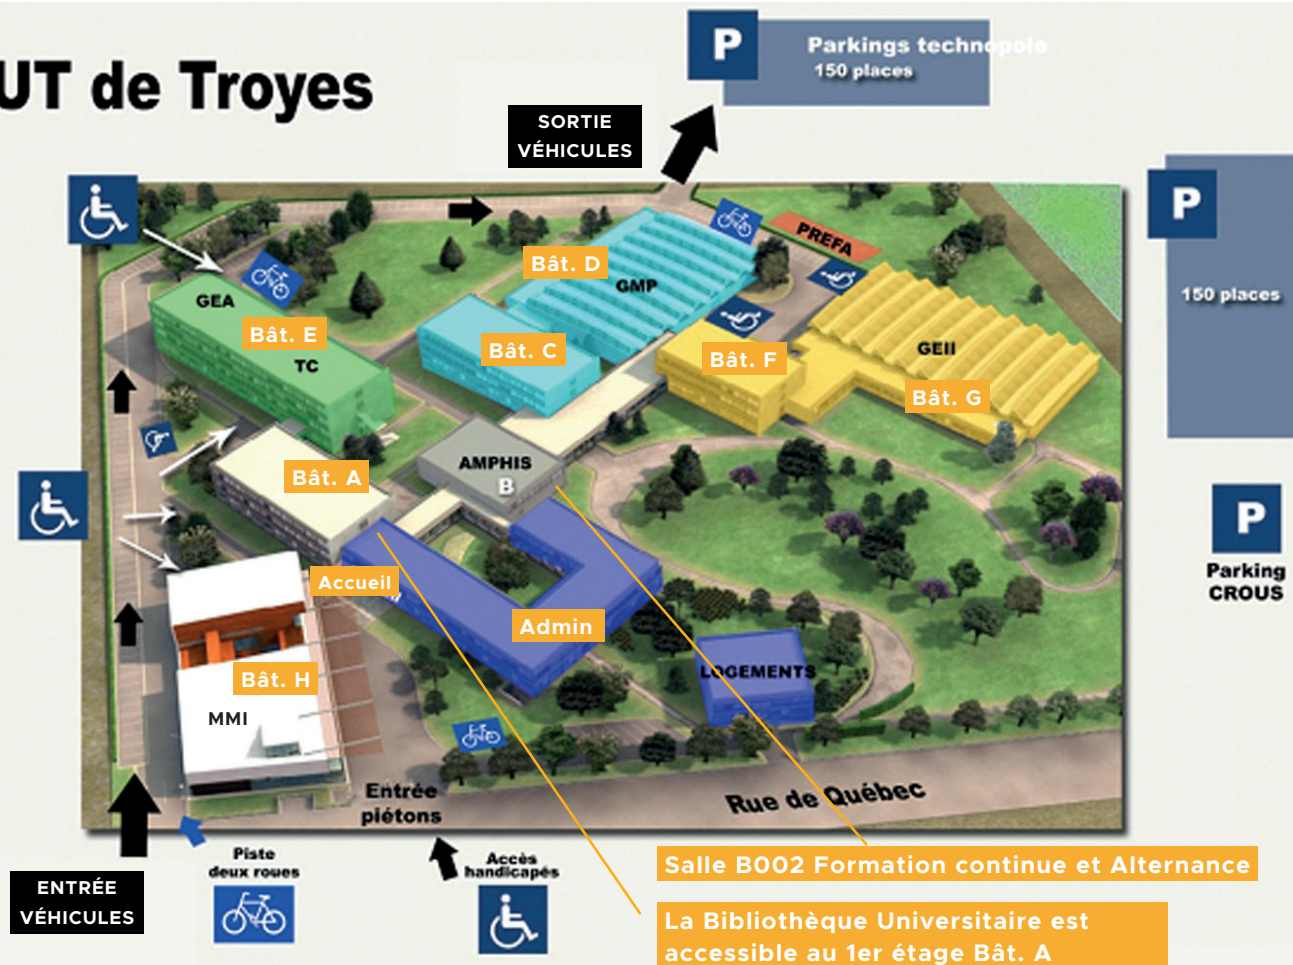 UT de Troyes
P
Parkings technopole
150 places
SORTIE
VÉHICULES
P
150 places
PREFA
Bât. D
GMP
GEA
Bât. E
TC
Bât. C
Bât. F
GEII
Bât. G
AMPHIS
B
Bât. A
P
Parking
CROUS
Accueil
Admin
LOGEMENTS
Bât. H
MMI
Entrée
piétons
Rue de Québec
Piste
deux roues
Accès
handicapés
ENTRÉE
VÉHICULES
Salle B002 Formation continue et Alternance
La Bibliothèque Universitaire est
accessible au 1er étage Bât. A